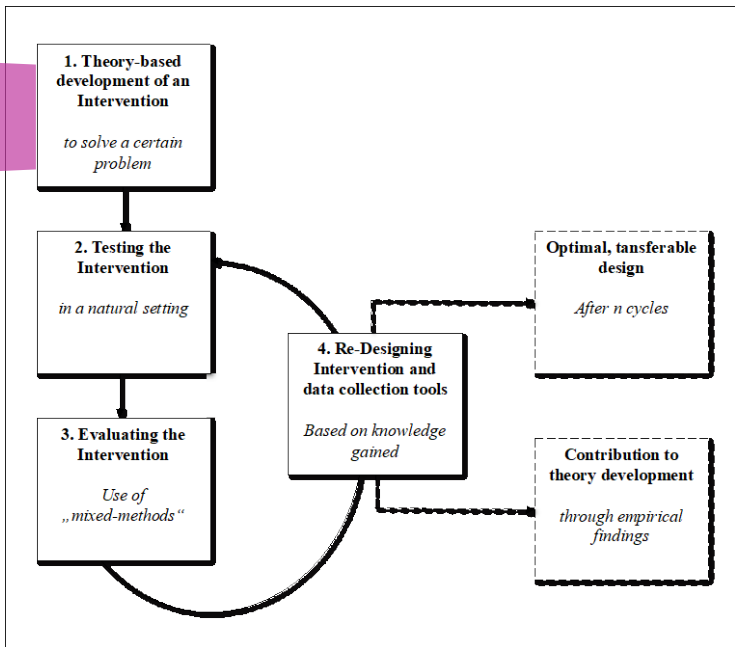 1. Theory-based
development of an
Intervention
to solve a certain
problem
2. Testing the
Intervention
in a natural setting
3. Evaluating the
Intervention
Use of
„mixed-methods“
4. Re-Designing
Intervention and
data collection tools
Based on knowledge
gained
Optimal, tansferable
design
After n cycles
Contribution to
theory development
through empirical
findings